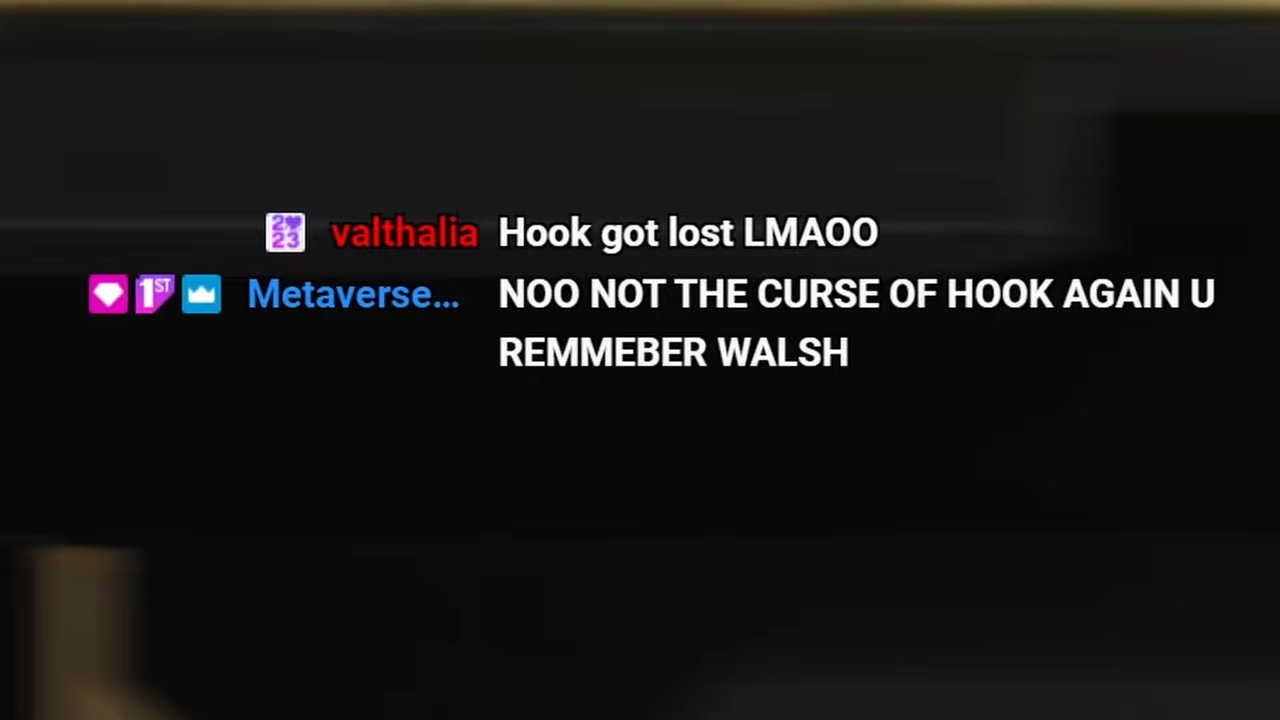 valthalia Hook got lost LMAOO
Metaverse... NOO NOT THE CURSE OF HOOK AGAIN U
REMMEBER WALSH